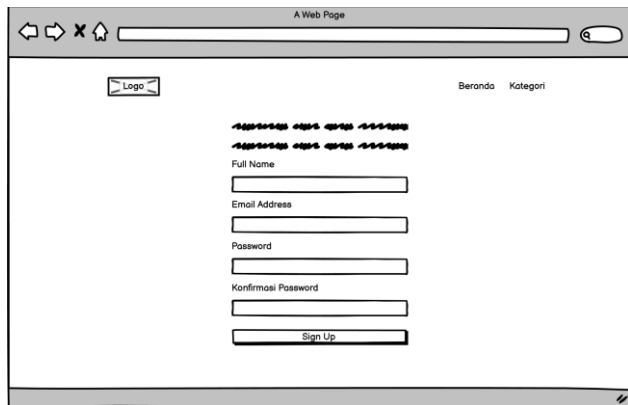 A Web Page
Logo
Beranda Kategori
Full Name
Email Address
Password
Konfirmasi Password
Sign Up